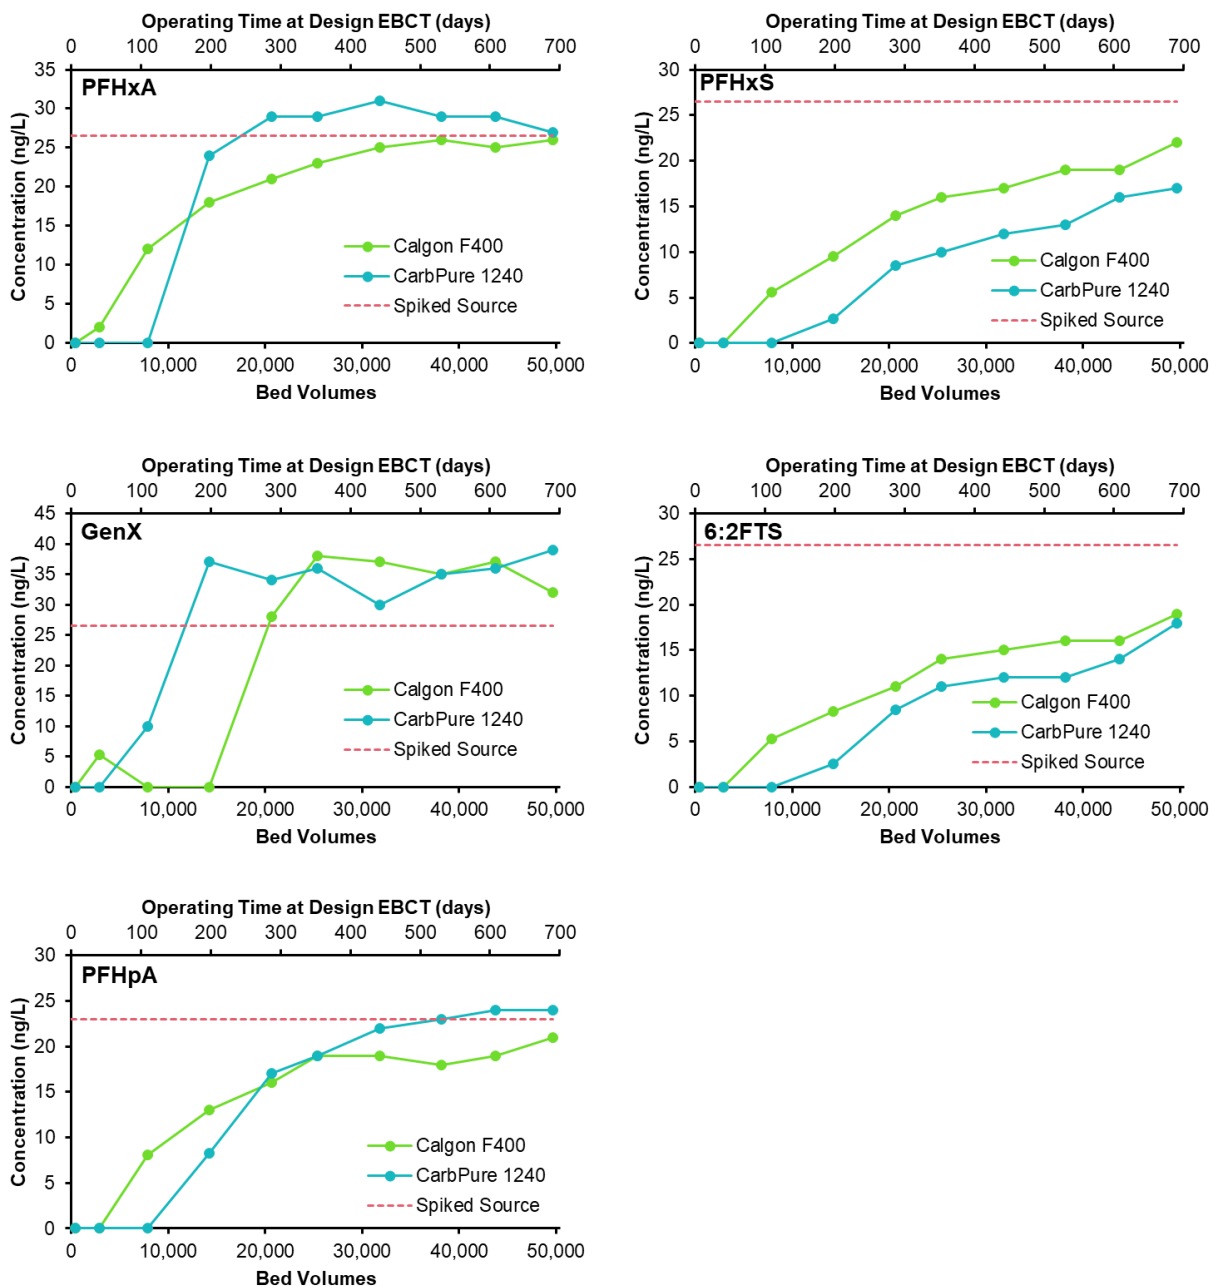 Operating Time at Design EBCT (days)
0 100 200 300 400 500 600 700
35
30
25
20
15
10
5
0
Concentration (ng/L)
PFHxA
Calgon F400
CarbPure 1240
Spiked Source
0 10,000 20,000 30,000 40,000 50,000
Bed Volumes
Operating Time at Design EBCT (days)
0 100 200 300 400 500 600 700
30
25
20
15
10
5
0
Concentration (ng/L)
PFHxS
Calgon F400
CarbPure 1240
Spiked Source
0 10,000 20,000 30,000 40,000 50,000
Bed Volumes
Operating Time at Design EBCT (days)
0 100 200 300 400 500 600 700
45
40
35
30
25
20
15
10
5
0
Concentration (ng/L)
GenX
Calgon F400
CarbPure 1240
Spiked Source
0 10,000 20,000 30,000 40,000 50,000
Bed Volumes
Operating Time at Design EBCT (days)
0 100 200 300 400 500 600 700
30
25
20
15
10
5
0
Concentration (ng/L)
6:2FTS
Calgon F400
CarbPure 1240
Spiked Source
0 10,000 20,000 30,000 40,000 50,000
Bed Volumes
Operating Time at Design EBCT (days)
0 100 200 300 400 500 600 700
30
25
20
15
10
5
0
Concentration (ng/L)
PFHpA
Calgon F400
CarbPure 1240
Spiked Source
0 10,000 20,000 30,000 40,000 50,000
Bed Volumes